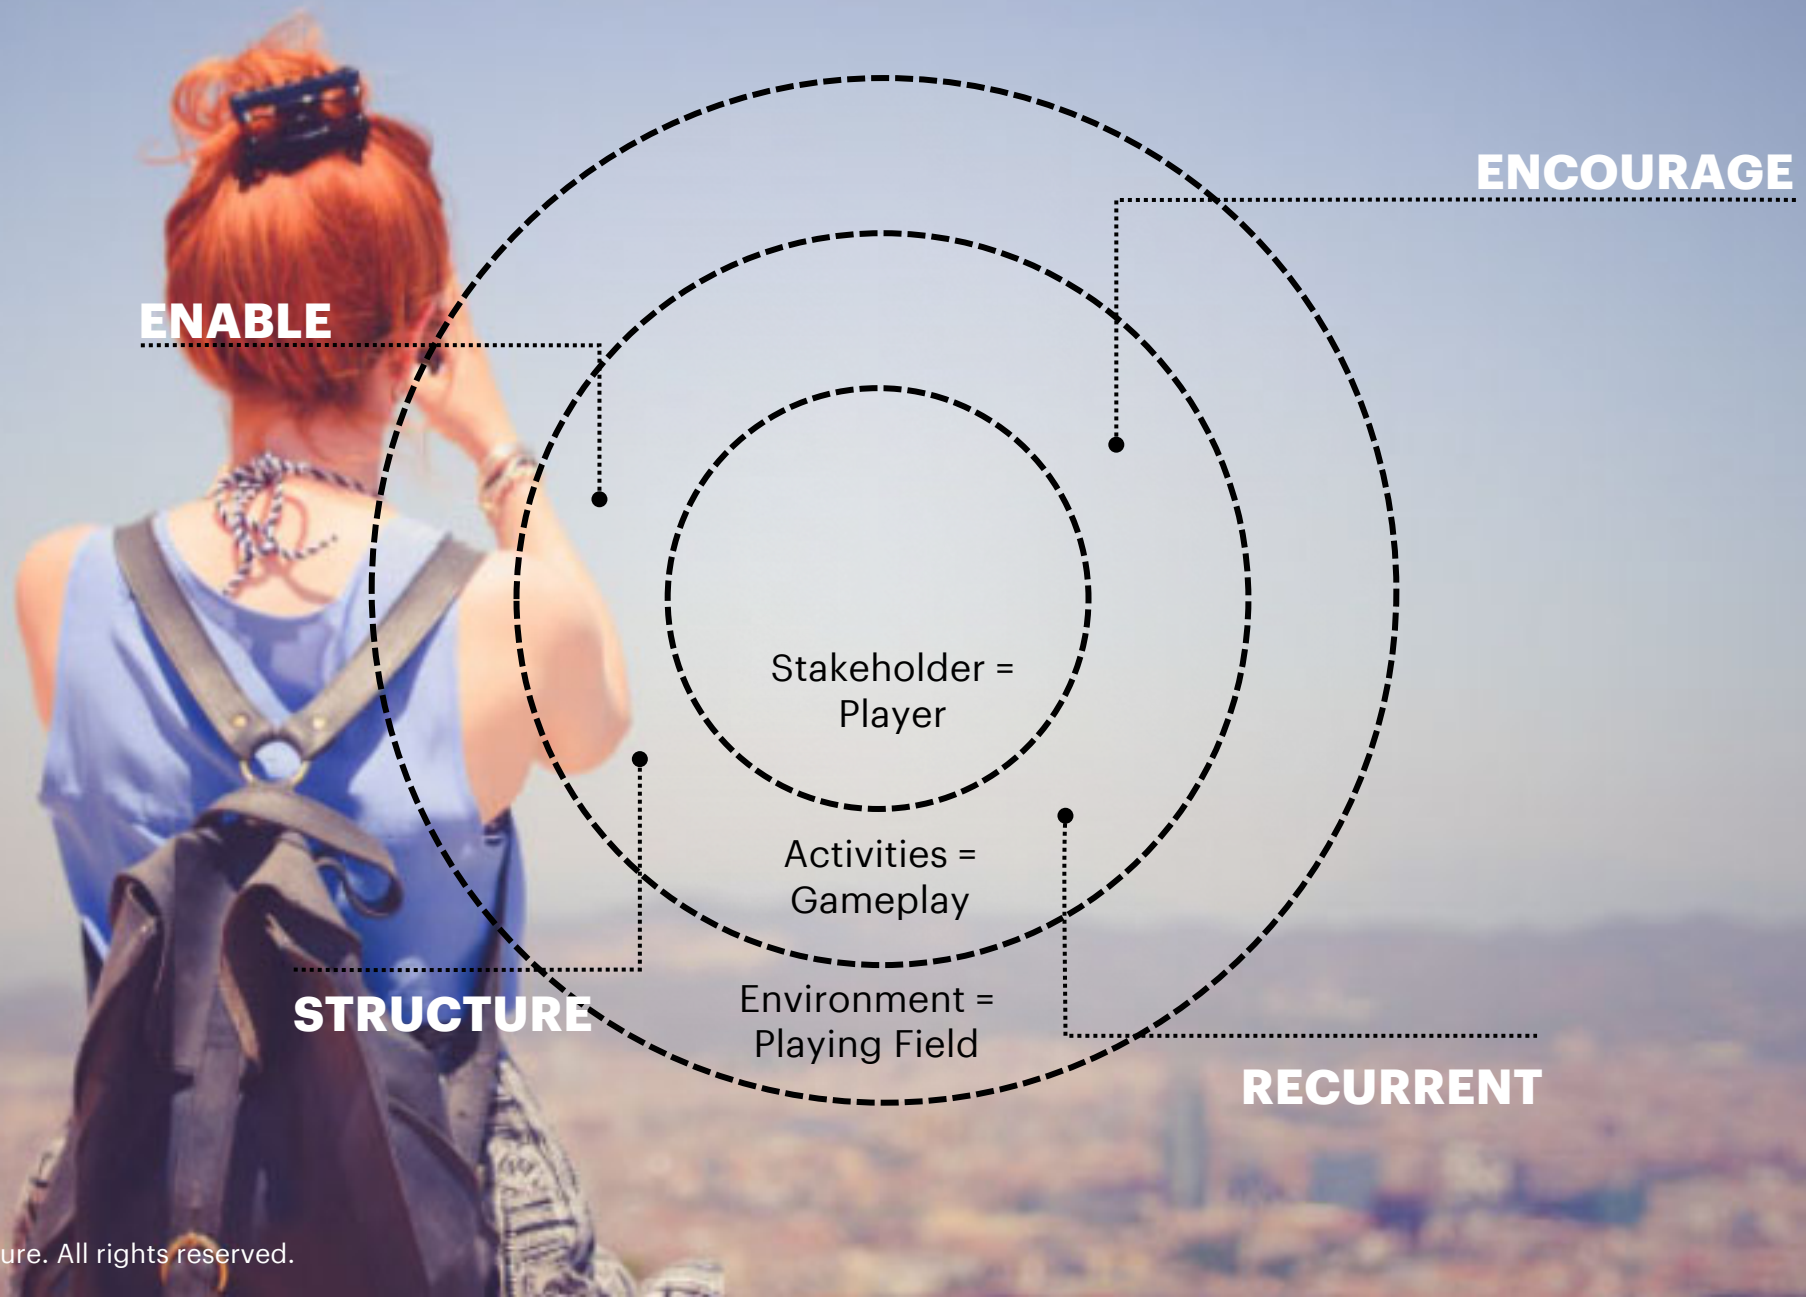 ENCOURAGE
ENABLE
Stakeholder =
Player
Activities =
Gameplay
Environment =
Playing Field
STRUCTURE
RECURRENT
ure. All rights reserved.